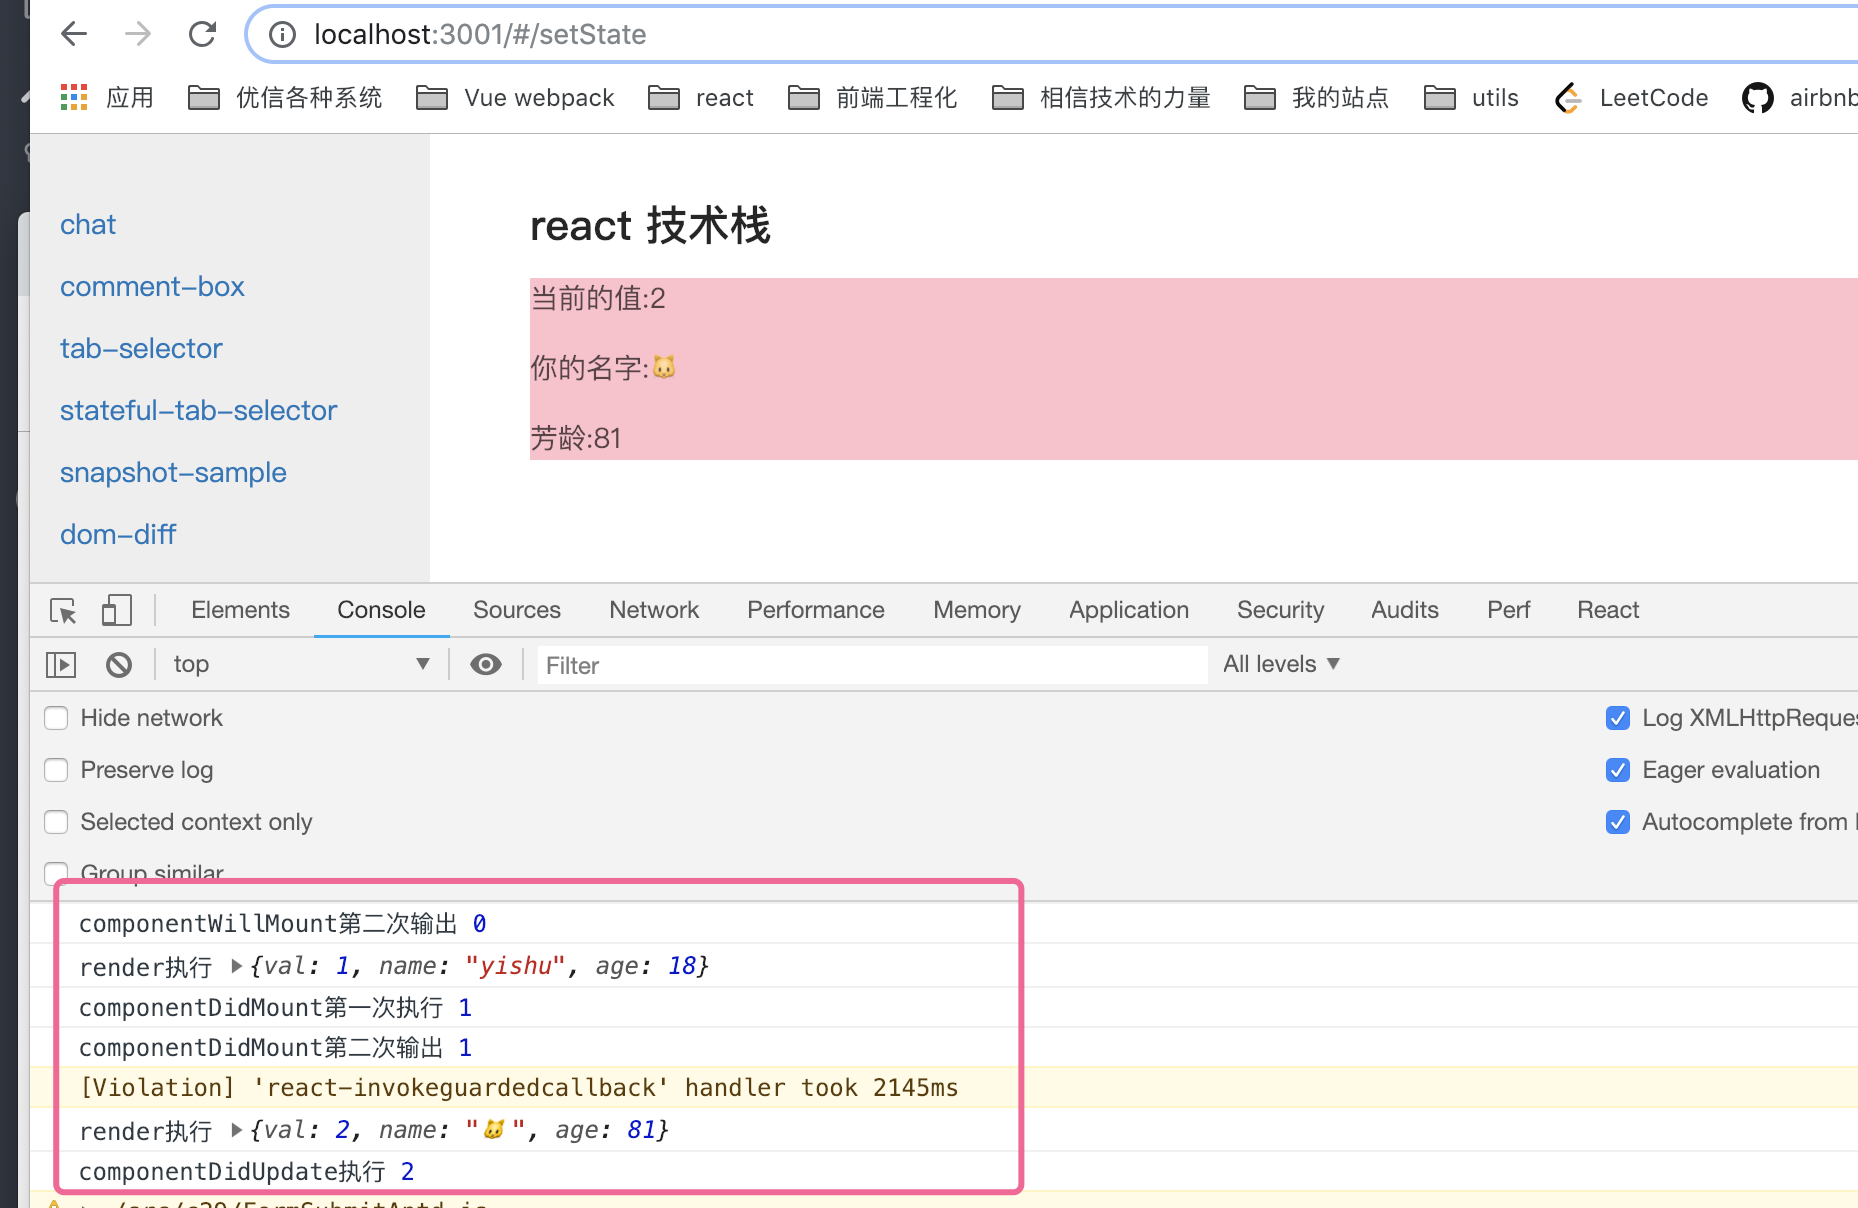 localhost:3001/#/setState
应用 优信各种系统 Vue webpack react 前端工程化 相信技术的力量 我的站点 utils LeetCode airbnb
chat
comment-box
tab-selector
stateful-tab-selector
snapshot-sample
dom-diff
react 技术栈
当前的值:2
你的名字:🐱
芳龄:81
Elements Console Sources Network Performance Memory Application Security Audits Perf React
top ▼ Filter All levels ▼
Hide network Log XMLHttpReques
Preserve log Eager evaluation
Selected context only Autocomplete from
Group similar
componentWillMount第二次输出 0
render执行 ▶{val: 1, name: "yishu", age: 18}
componentDidMount第一次执行 1
componentDidMount第二次输出 1
[Violation] 'react-invokeguardedcallback' handler took 2145ms
render执行 ▶{val: 2, name: "🐱", age: 81}
componentDidUpdate执行 2